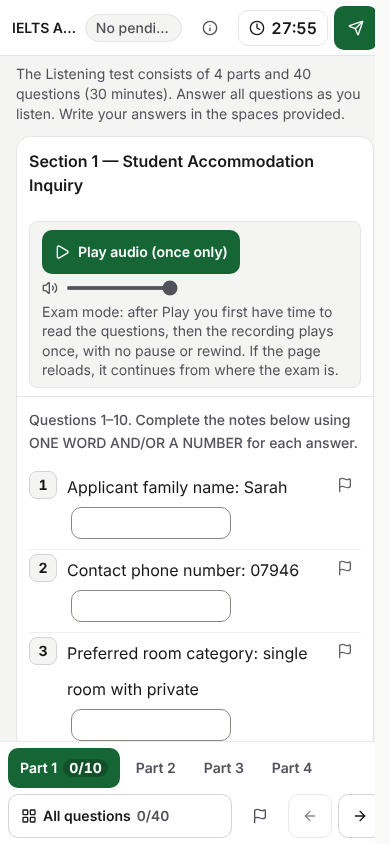 IELTS A...
No pendi...
27:55
The Listening test consists of 4 parts and 40
questions (30 minutes). Answer all questions as you
listen. Write your answers in the spaces provided.
Section 1 — Student Accommodation
Inquiry
Play audio (once only)
Exam mode: after Play you first have time to
read the questions, then the recording plays
once, with no pause or rewind. If the page
reloads, it continues from where the exam is.
Questions 1–10. Complete the notes below using
ONE WORD AND/OR A NUMBER for each answer.
1 Applicant family name: Sarah
2 Contact phone number: 07946
3 Preferred room category: single
room with private
Part 1 0/10 Part 2 Part 3 Part 4
All questions 0/40